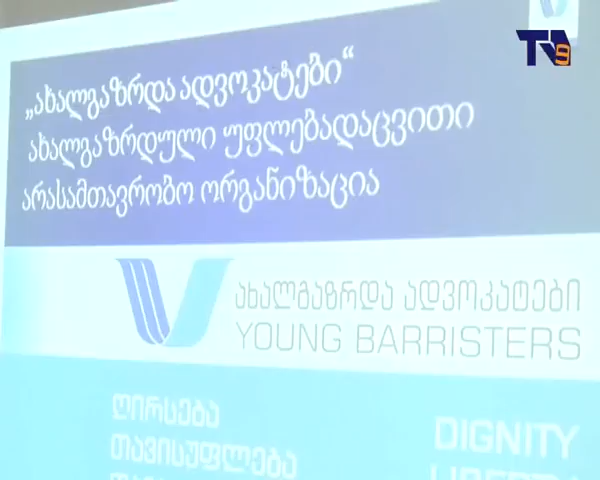 „ახალგაზრდა ადვოკატები“
ახალგაზრდული უფლებადაცვითი
არასამთავრობო ორგანიზაცია
ახალგაზრდა ადვოკატები
YOUNG BARRISTERS
ღირსება
DIGNITY
თავისუფლება